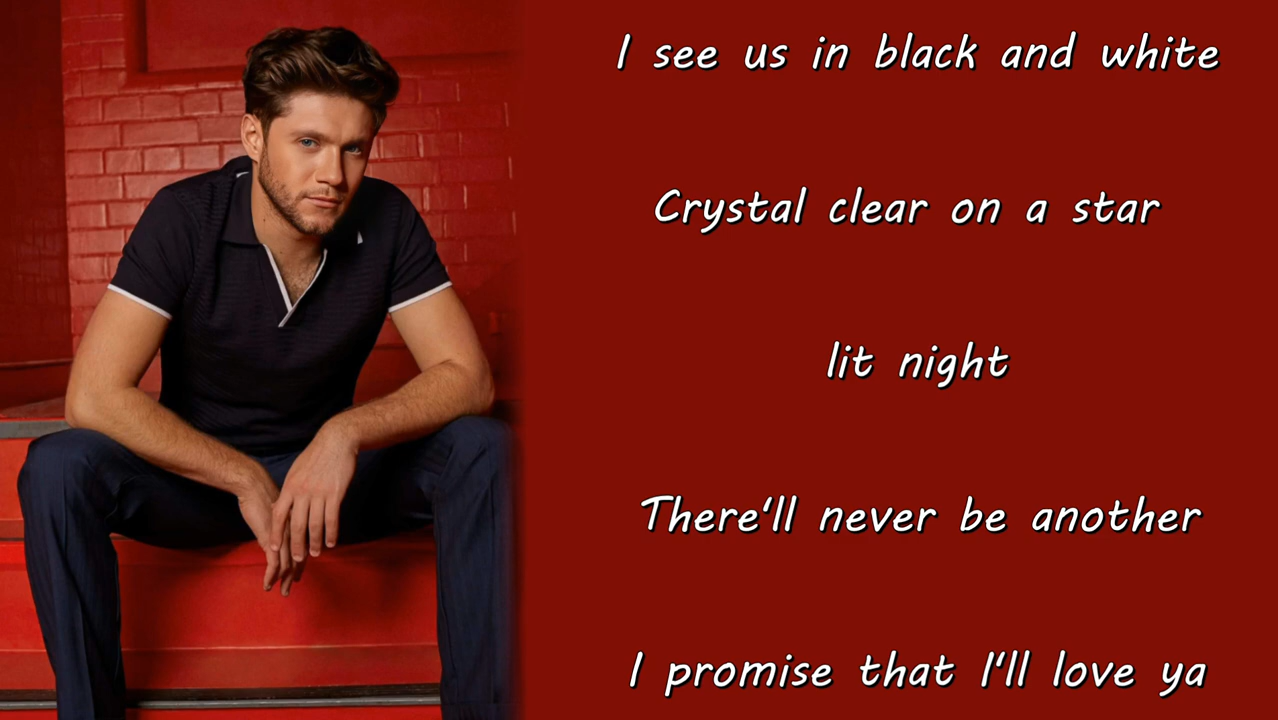 I see us in black and white
Crystal clear on a star
lit night
There'll never be another
I promise that I'll love ya